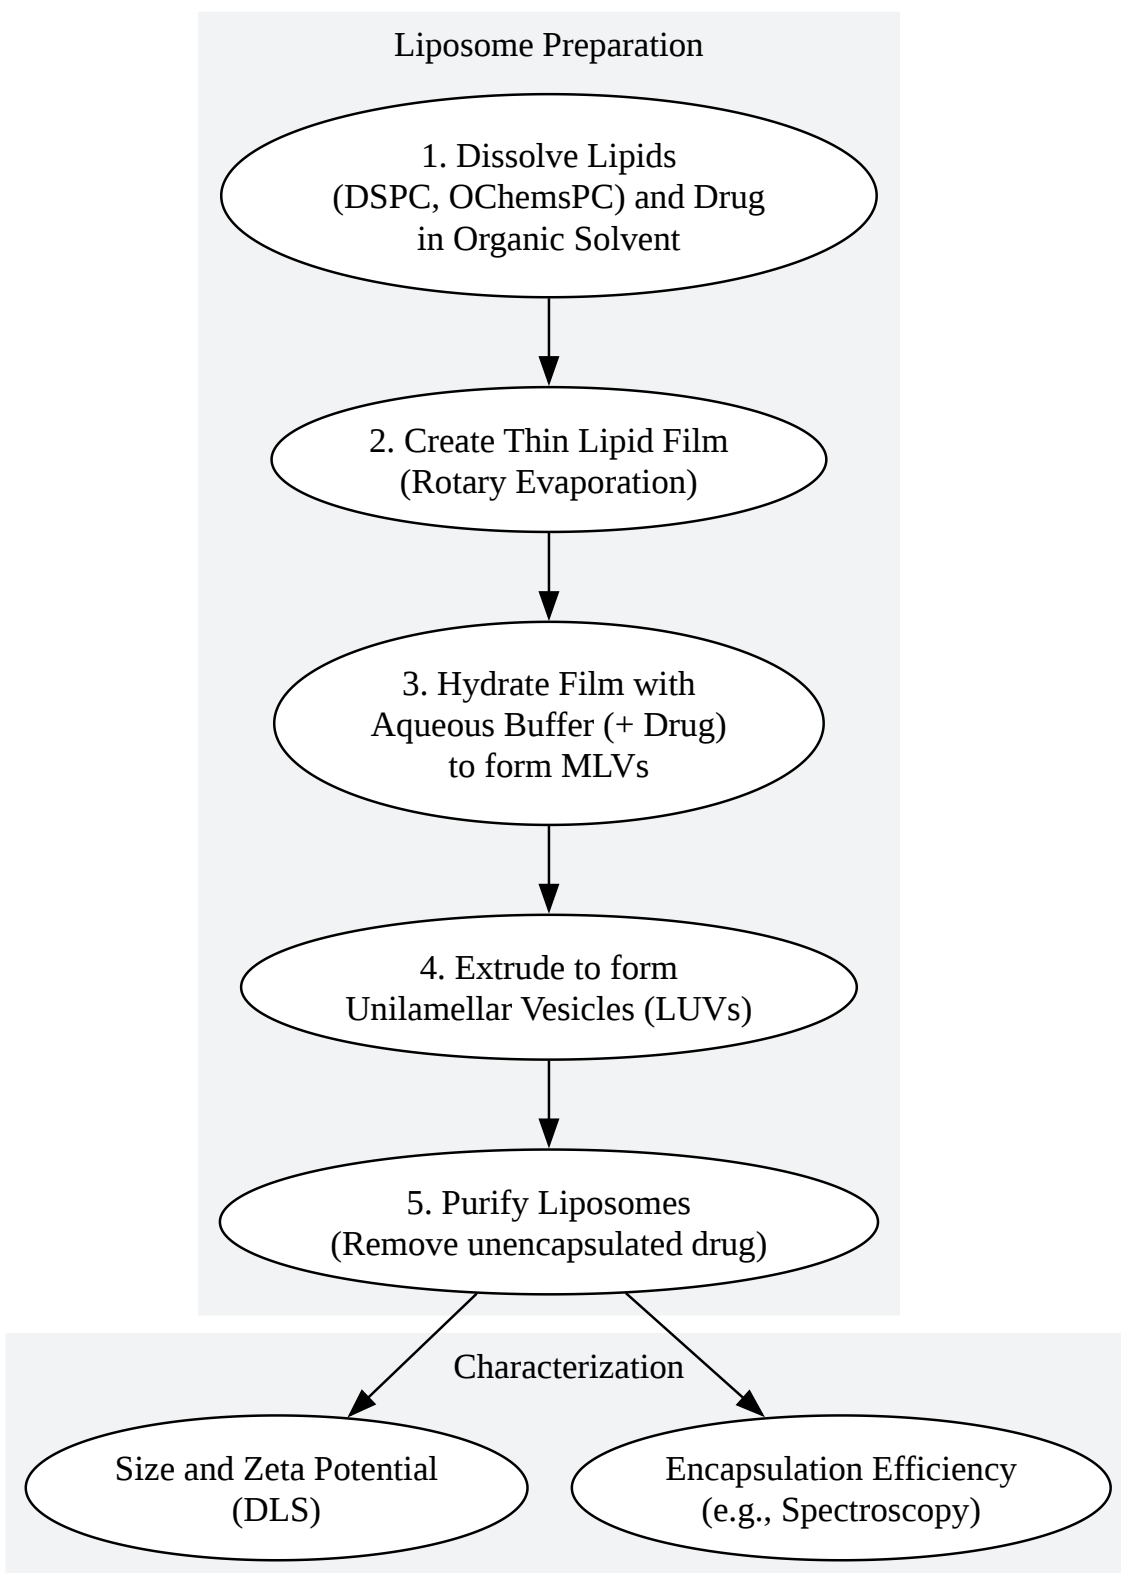 Liposome Preparation
1. Dissolve Lipids
(DSPC, OChemsPC) and Drug
in Organic Solvent
2. Create Thin Lipid Film
(Rotary Evaporation)
3. Hydrate Film with
Aqueous Buffer (+ Drug)
to form MLVs
4. Extrude to form
Unilamellar Vesicles (LUVs)
5. Purify Liposomes
(Remove unencapsulated drug)
Characterization
Size and Zeta Potential
(DLS)
Encapsulation Efficiency
(e.g., Spectroscopy)